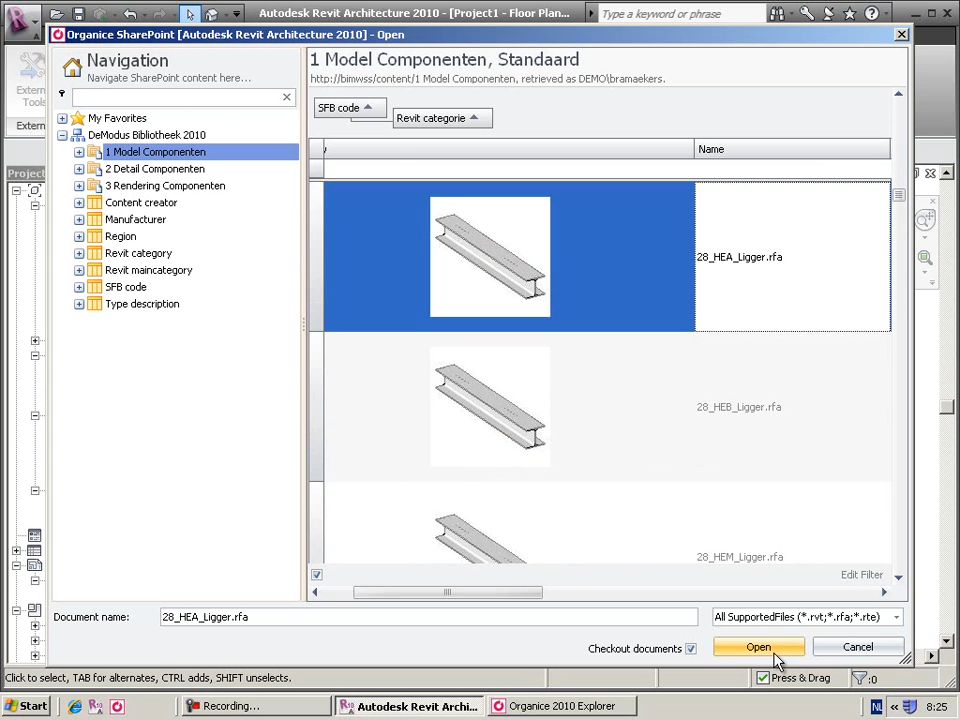 Autodesk Revit Architecture 2010 - [Project1 - Floor Plan...
Type a keyword or phrase
Organice SharePoint [Autodesk Revit Architecture 2010] - Open
Extern
Tools
Extern
Project
Navigation
Navigate SharePoint content here...
My Favorites
DeModus Bibliotheek 2010
1 Model Componenten
2 Detail Componenten
3 Rendering Componenten
Content creator
Manufacturer
Region
Revit category
Revit maincategory
SFB code
Type description
1 Model Componenten, Standaard
http://bimwss/content/1 Model Componenten, retrieved as DEMO\bramaekers.
SFB code
Revit categorie
Name
28_HEA_Ligger.rfa
28_HEB_Ligger.rfa
28_HEM_Ligger.rfa
Edit Filter
Document name:
28_HEA_Ligger.rfa
All SupportedFiles (*.rvt;*.rfa;*.rte)
Checkout documents
Open
Cancel
Click to select, TAB for alternates, CTRL adds, SHIFT unselects.
Press & Drag
:0
Start
Recording...
Autodesk Revit Archi...
Organice 2010 Explorer
NL
8:25